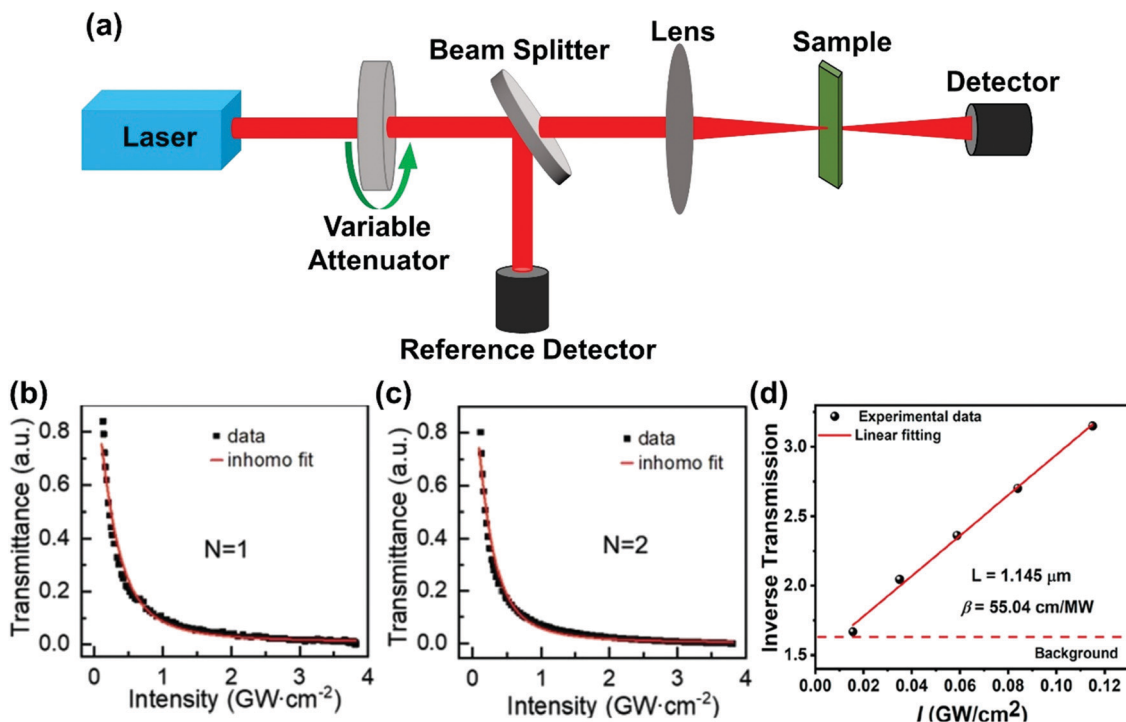 (a)
Laser
Variable
Attenuator
Beam Splitter
Reference Detector
Lens
Sample
Detector
(b)
Transmittance (a.u.)
0.8
0.6
0.4
0.2
0.0
data
inhomo fit
N=1
0 1 2 3 4
Intensity (GW·cm-2)
(c)
Transmittance (a.u.)
0.8
0.6
0.4
0.2
0.0
data
inhomo fit
N=2
0 1 2 3 4
Intensity (GW·cm-2)
(d)
Inverse Transmission
3.0
2.5
2.0
1.5
Experimental data
Linear fitting
L = 1.145 μm
β = 55.04 cm/MW
Background
0.00 0.02 0.04 0.06 0.08 0.10 0.12
I (GW/cm2)